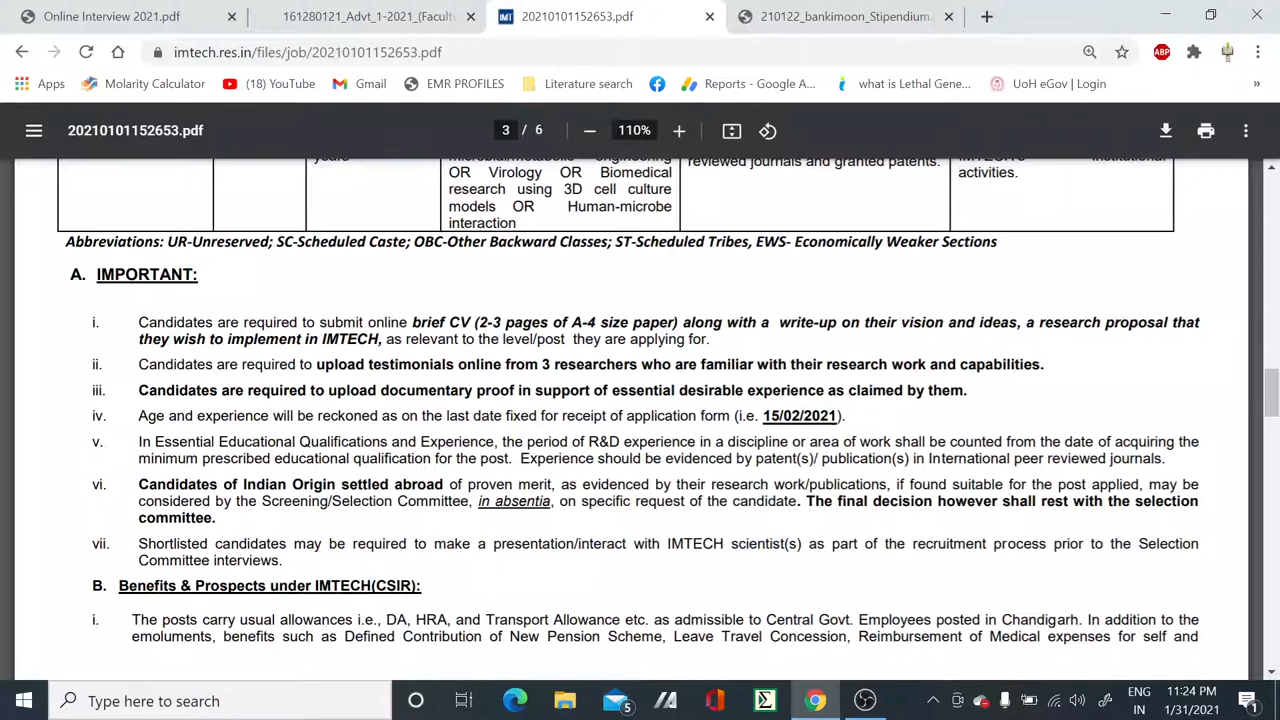 Online Interview 2021.pdf
161280121_Advt_1-2021_(Facult
20210101152653.pdf
210122_bankimoon_Stipendium.
imtech.res.in/files/job/20210101152653.pdf
ABP
Apps
Molarity Calculator
(18) YouTube
Gmail
EMR PROFILES
Literature search
Reports - Google A...
what is Lethal Gene...
UoH eGov | Login
»
20210101152653.pdf
3 / 6
110%
years
microbial/metabolic engineering
OR Virology OR Biomedical
research using 3D cell culture
models OR Human-microbe
interaction
reviewed journals and granted patents.
IMTECH's institutional
activities.
Abbreviations: UR-Unreserved; SC-Scheduled Caste; OBC-Other Backward Classes; ST-Scheduled Tribes, EWS- Economically Weaker Sections
A. IMPORTANT:
i. Candidates are required to submit online brief CV (2-3 pages of A-4 size paper) along with a write-up on their vision and ideas, a research proposal that
they wish to implement in IMTECH, as relevant to the level/post they are applying for.
ii. Candidates are required to upload testimonials online from 3 researchers who are familiar with their research work and capabilities.
iii. Candidates are required to upload documentary proof in support of essential desirable experience as claimed by them.
iv. Age and experience will be reckoned as on the last date fixed for receipt of application form (i.e. 15/02/2021).
v. In Essential Educational Qualifications and Experience, the period of R&D experience in a discipline or area of work shall be counted from the date of acquiring the
minimum prescribed educational qualification for the post. Experience should be evidenced by patent(s)/ publication(s) in International peer reviewed journals.
vi. Candidates of Indian Origin settled abroad of proven merit, as evidenced by their research work/publications, if found suitable for the post applied, may be
considered by the Screening/Selection Committee, in absentia, on specific request of the candidate. The final decision however shall rest with the selection
committee.
vii. Shortlisted candidates may be required to make a presentation/interact with IMTECH scientist(s) as part of the recruitment process prior to the Selection
Committee interviews.
B. Benefits & Prospects under IMTECH(CSIR):
i. The posts carry usual allowances i.e., DA, HRA, and Transport Allowance etc. as admissible to Central Govt. Employees posted in Chandigarh. In addition to the
emoluments, benefits such as Defined Contribution of New Pension Scheme, Leave Travel Concession, Reimbursement of Medical expenses for self and
Type here to search
5
ENG
IN
11:24 PM
1/31/2021
1